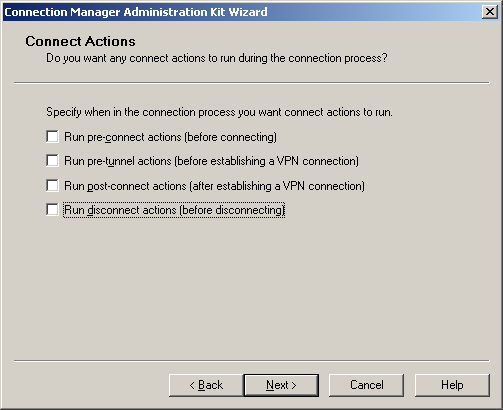 Connection Manager Administration Kit Wizard
Connect Actions
Do you want any connect actions to run during the connection process?
Specify when in the connection process you want connect actions to run.
Run pre-connect actions (before connecting)
Run pre-tunnel actions (before establishing a VPN connection)
Run post-connect actions (after establishing a VPN connection)
Run disconnect actions (before disconnecting)
< Back Next > Cancel Help